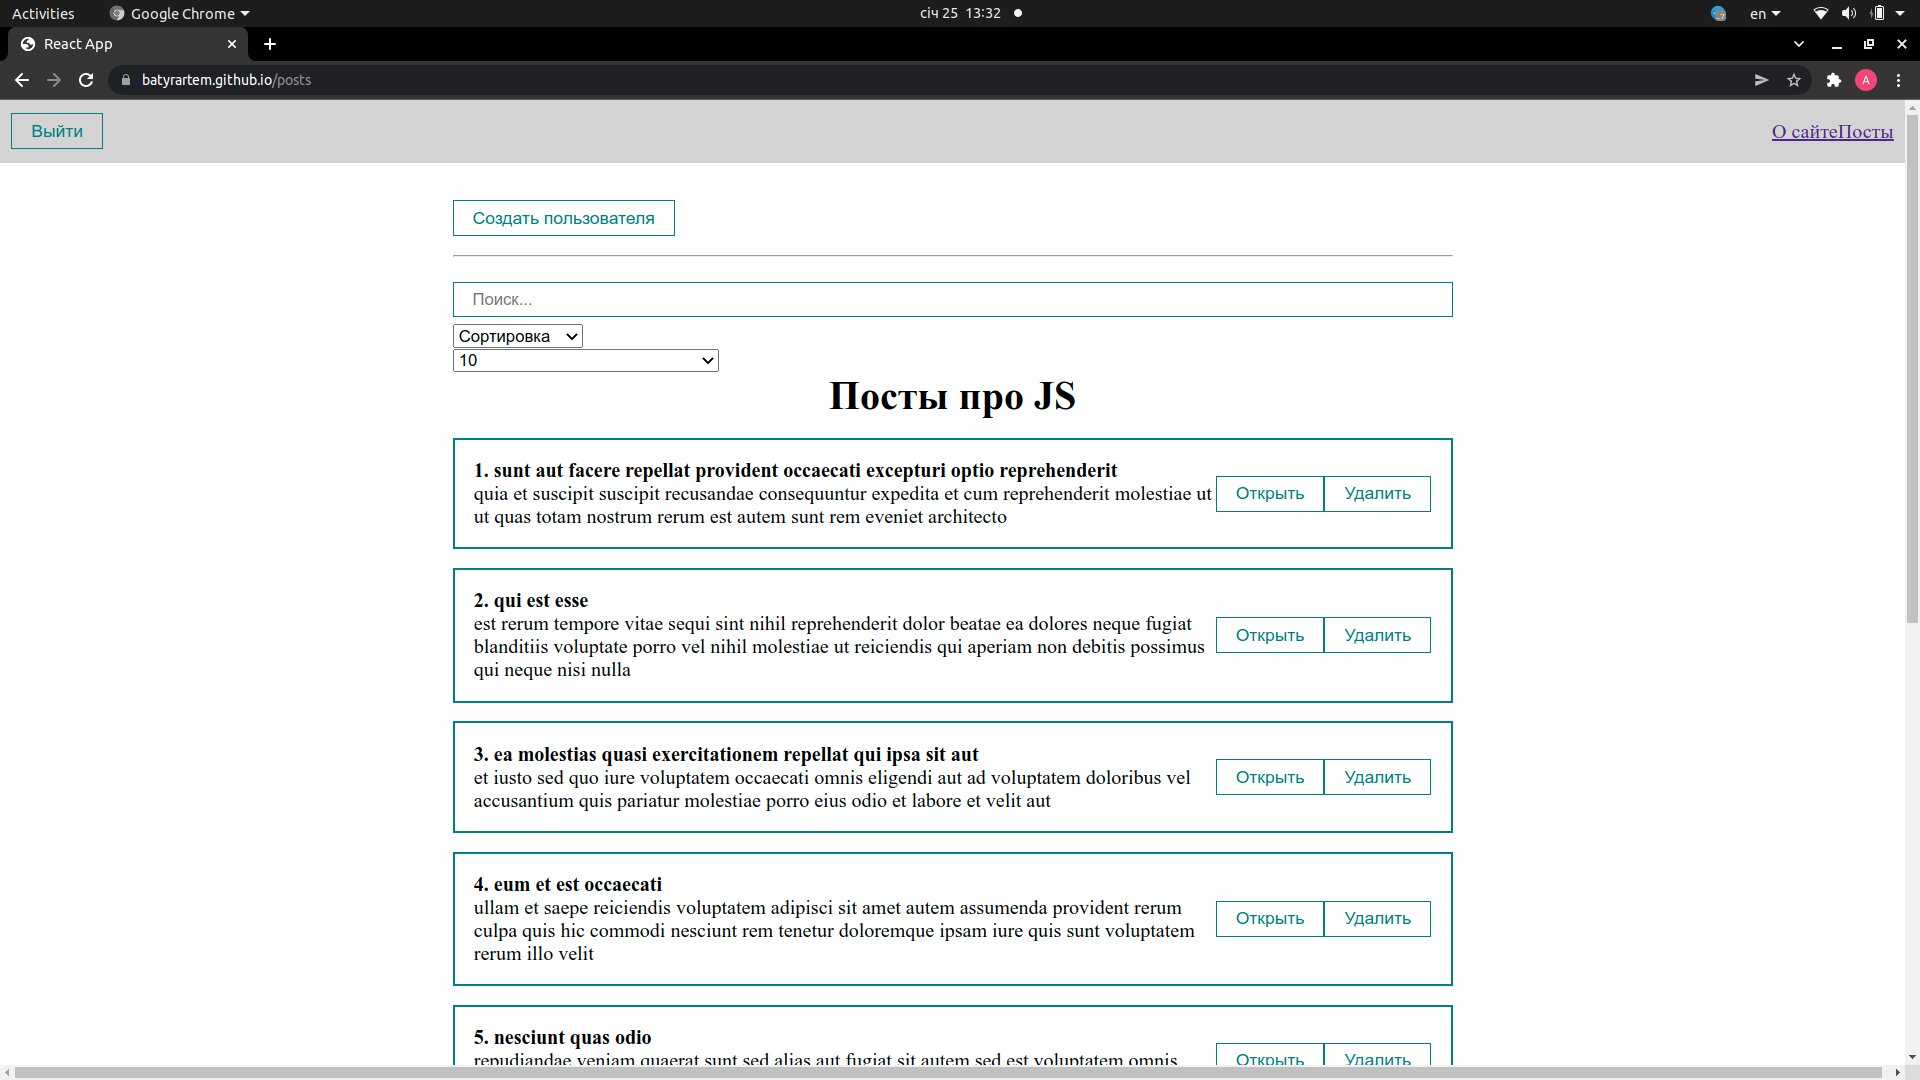 Activities
Google Chrome
січ 25 13:32
en
React App
batyrartem.github.io/posts
A
Выйти
О сайтеПосты
Создать пользователя
Поиск...
Сортировка
10
Посты про JS
1. sunt aut facere repellat provident occaecati excepturi optio reprehenderit
quia et suscipit suscipit recusandae consequuntur expedita et cum reprehenderit molestiae ut
ut quas totam nostrum rerum est autem sunt rem eveniet architecto
Открыть
Удалить
2. qui est esse
est rerum tempore vitae sequi sint nihil reprehenderit dolor beatae ea dolores neque fugiat
blanditiis voluptate porro vel nihil molestiae ut reiciendis qui aperiam non debitis possimus
qui neque nisi nulla
Открыть
Удалить
3. ea molestias quasi exercitationem repellat qui ipsa sit aut
et iusto sed quo iure voluptatem occaecati omnis eligendi aut ad voluptatem doloribus vel
accusantium quis pariatur molestiae porro eius odio et labore et velit aut
Открыть
Удалить
4. eum et est occaecati
ullam et saepe reiciendis voluptatem adipisci sit amet autem assumenda provident rerum
culpa quis hic commodi nesciunt rem tenetur doloremque ipsam iure quis sunt voluptatem
rerum illo velit
Открыть
Удалить
5. nesciunt quas odio
repudiandae veniam quaerat sunt sed alias aut fugiat sit autem sed est voluptatem omnis
Открыть
Удалить